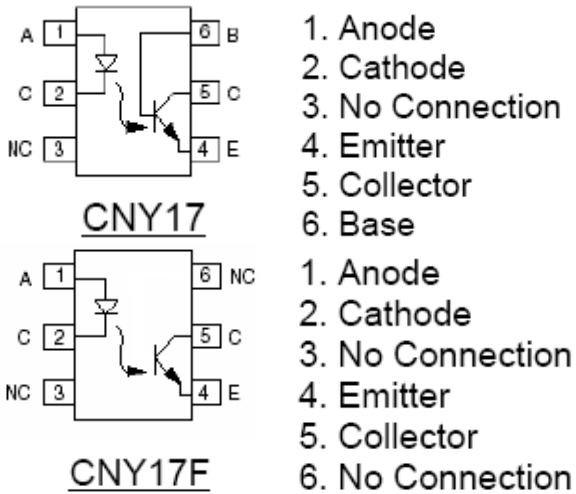 A 1 6 B
C 2 5 C
NC 3 4 E
CNY17
1. Anode
2. Cathode
3. No Connection
4. Emitter
5. Collector
6. Base
A 1 6 NC
C 2 5 C
NC 3 4 E
CNY17F
1. Anode
2. Cathode
3. No Connection
4. Emitter
5. Collector
6. No Connection